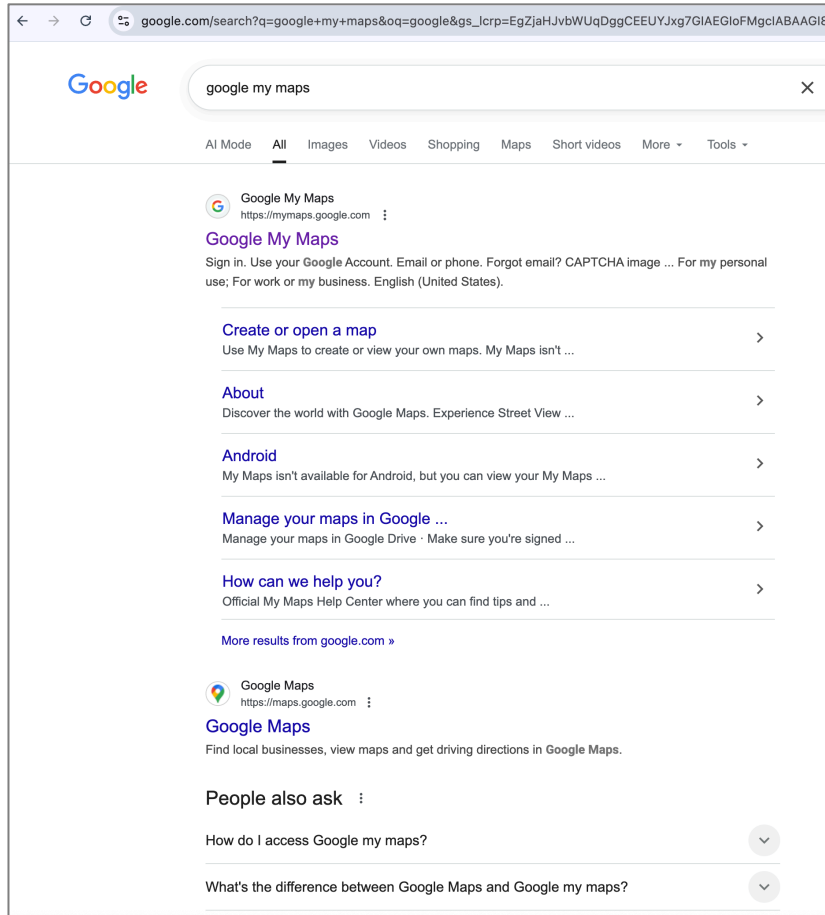 google.com/search?q=google+my+maps&oq=google&gs_lcrp=EgZjaHJvbWUqDggCEEUYJxg7GIAEGIoFMgcIABAAGI8
Google
google my maps
AI Mode All Images Videos Shopping Maps Short videos More Tools
Google My Maps
https://mymaps.google.com
Google My Maps
Sign in. Use your Google Account. Email or phone. Forgot email? CAPTCHA image ... For my personal
use; For work or my business. English (United States).
Create or open a map
Use My Maps to create or view your own maps. My Maps isn't ...
About
Discover the world with Google Maps. Experience Street View ...
Android
My Maps isn't available for Android, but you can view your My Maps ...
Manage your maps in Google ...
Manage your maps in Google Drive · Make sure you're signed ...
How can we help you?
Official My Maps Help Center where you can find tips and ...
More results from google.com »
Google Maps
https://maps.google.com
Google Maps
Find local businesses, view maps and get driving directions in Google Maps.
People also ask
How do I access Google my maps?
What's the difference between Google Maps and Google my maps?